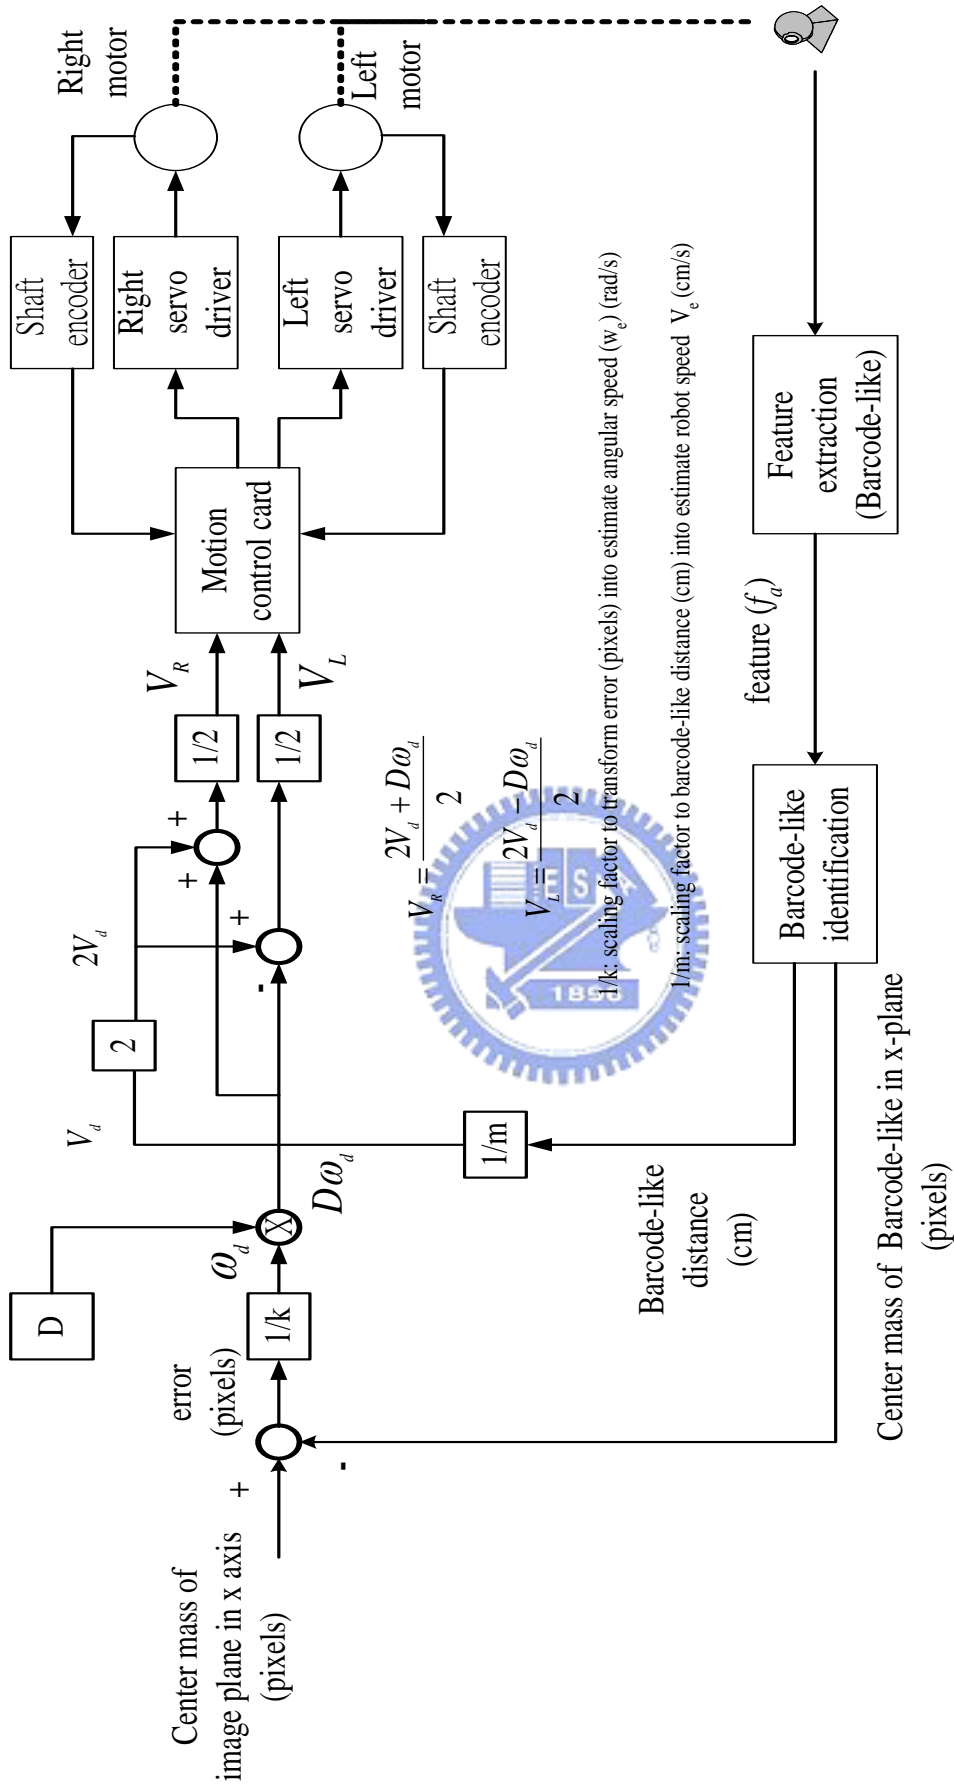 Center mass of
image plane in x axis
(pixels)
+
-
error
(pixels)
D
1/k
ω_d
X
Dω_d
V_d
2
2V_d
+
+
+
-
1/2
1/2
V_R
V_L
Motion
control card
Shaft
encoder
Right
servo
driver
Left
servo
driver
Shaft
encoder
Right
motor
Left
motor
V_R = (2V_d + Dω_d) / 2
V_L = (2V_d - Dω_d) / 2
1/k: scaling factor to transform error (pixels) into estimate angular speed (w_e) (rad/s)
1/m: scaling factor to barcode-like distance (cm) into estimate robot speed V_e (cm/s)
E S
1896
1/m
Barcode-like
distance
(cm)
Barcode-like
identification
feature (f_a)
Feature
extraction
(Barcode-like)
Center mass of Barcode-like in x-plane
(pixels)